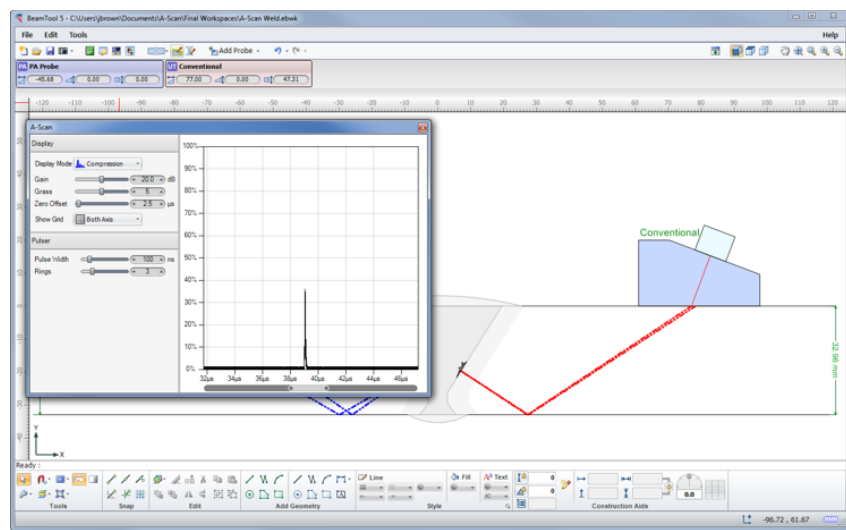 BeamTool 5 - C:\Users\jbrown\Documents\A-Scan\Final Workspaces\A-Scan Weld.ebwk
File Edit Tools Help
Add Probe
PA PA Probe UT Conventional
-45.68 0.00 0.00 77.00 0.00 47.31
-120 -110 -100 -90 -80 -70 -60 -50 -40 -30 -20 -10 0 10 20 30 40 50 60 70 80 90 100 110 120
A-Scan
Display
Display Mode Compression
Gain 20.0 dB
Grass 5
Zero Offset 2.5 µs
Show Grid Both Axis
Pulser
Pulse Width 100 ns
Rings 3
100%
90%
80%
70%
60%
50%
40%
30%
20%
10%
0%
32µs 34µs 36µs 38µs 40µs 42µs 44µs 46µs
Conventional
32.96 mm
Y
X
Ready :
Line Fill Text 0
0
0.0
Tools Snap Edit Add Geometry Style Construction Aids
-96.72 , 61.67